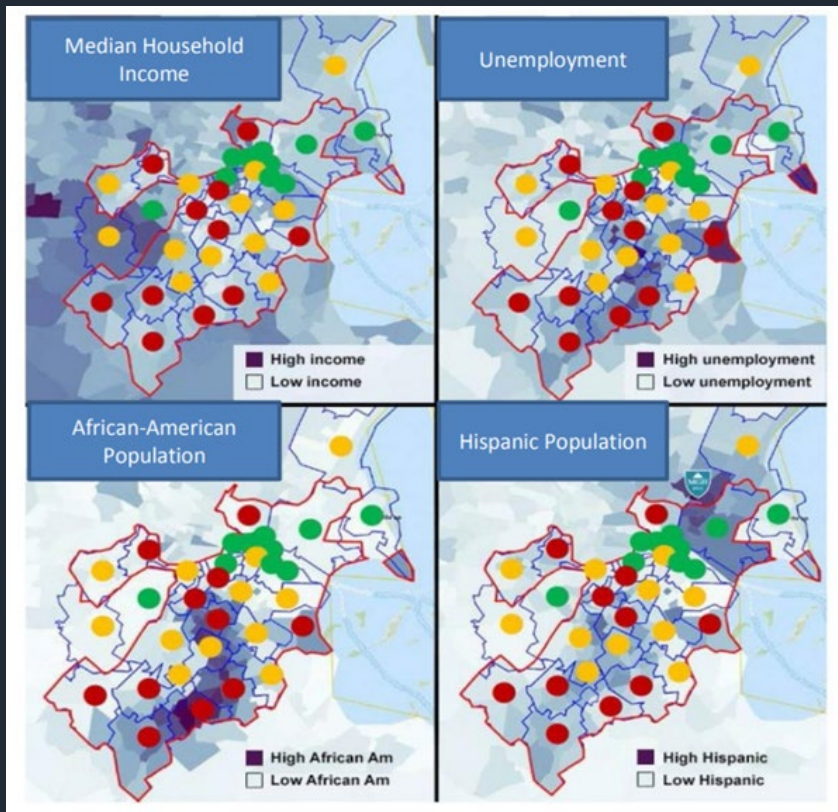 Median Household
Income
Unemployment
High income
Low income
High unemployment
Low unemployment
African-American
Population
Hispanic Population
MGH
High African Am
Low African Am
High Hispanic
Low Hispanic